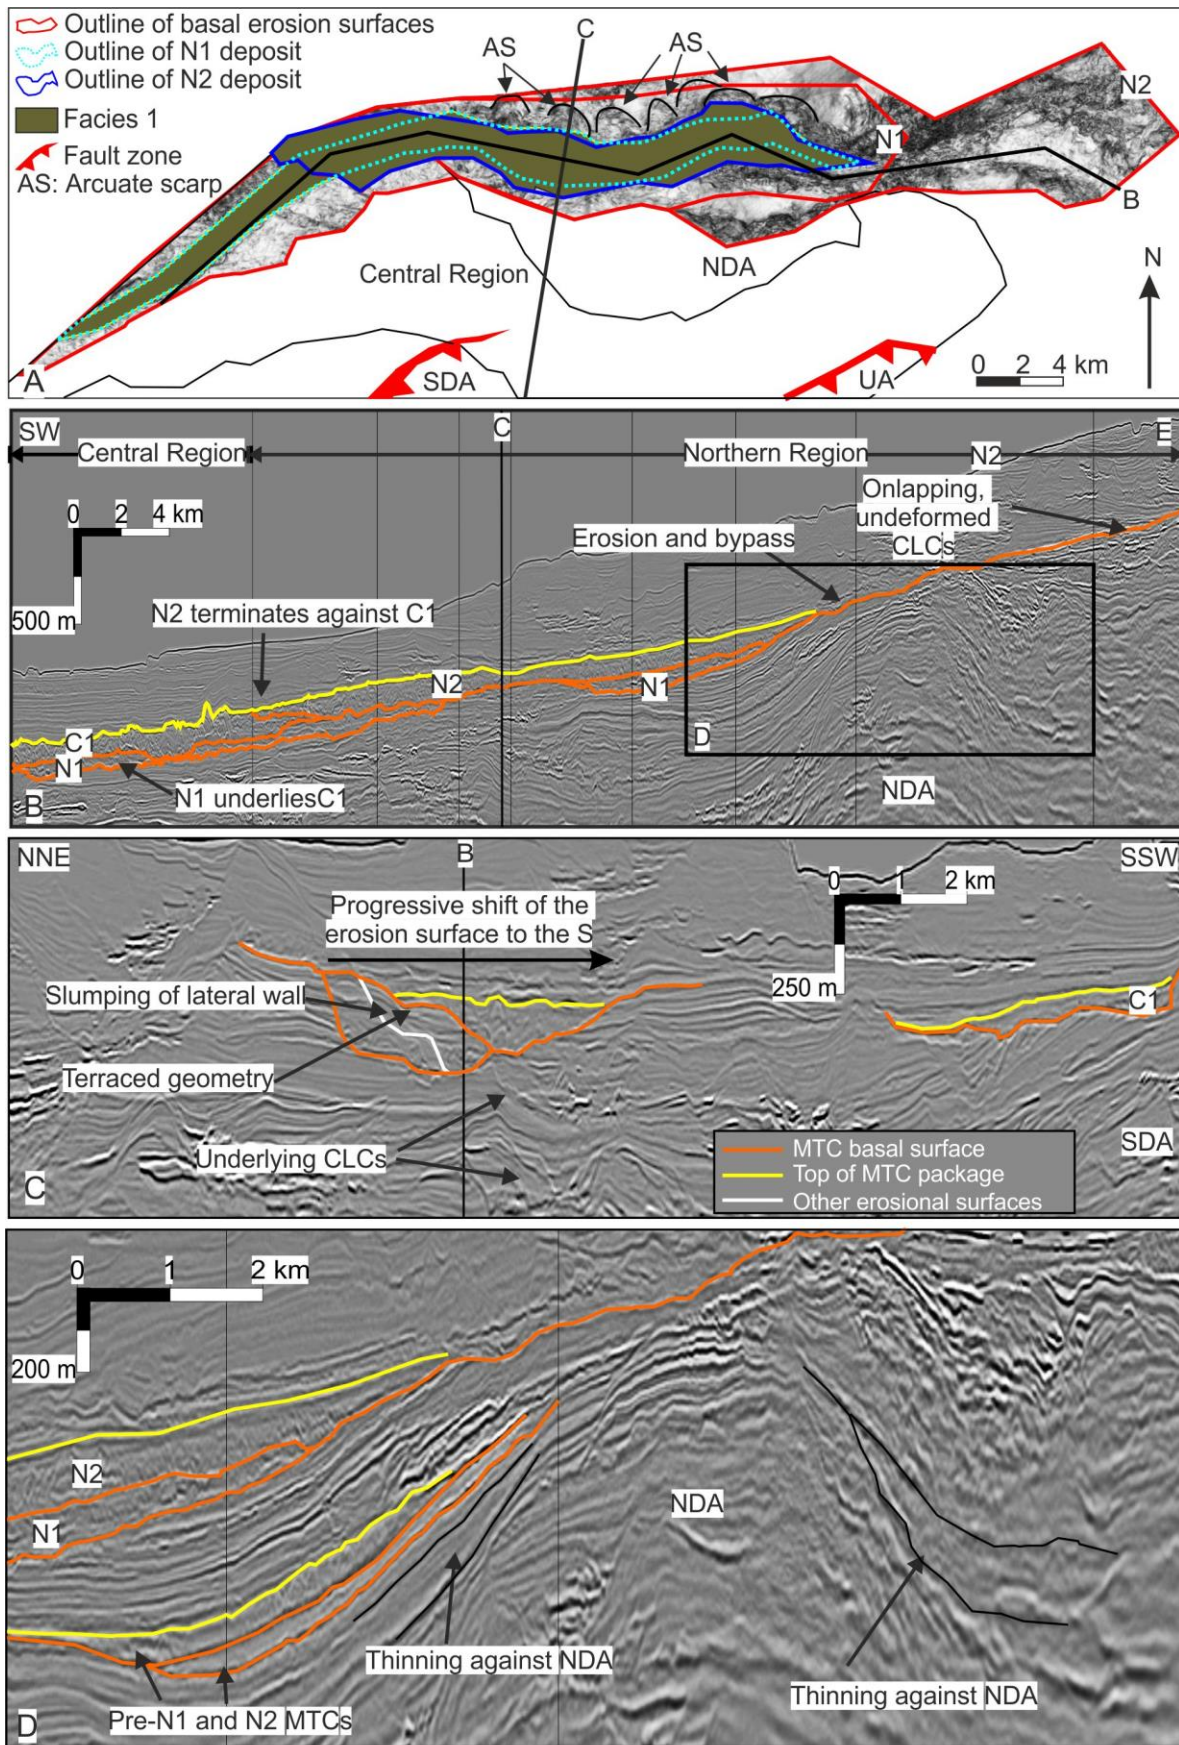 Outline of basal erosion surfaces
Outline of N1 deposit
Outline of N2 deposit
Facies 1
Fault zone
AS: Arcuate scarp
C
AS
AS
N2
N1
B
Central Region
NDA
N
SDA
UA
0 2 4 km
A
SW
C
E
Central Region
Northern Region
N2
0 2 4 km
500 m
Onlapping,
undeformed
CLCs
Erosion and bypass
N2 terminates against C1
N2
N1
C1
N1
D
N1 underliesC1
NDA
B
NNE
B
SSW
0 1 2 km
250 m
Progressive shift of the
erosion surface to the S
Slumping of lateral wall
C1
Terraced geometry
Underlying CLCs
MTC basal surface
Top of MTC package
Other erosional surfaces
SDA
C
0 1 2 km
200 m
N2
N1
NDA
Thinning against NDA
Thinning against NDA
Pre-N1 and N2 MTCs
D